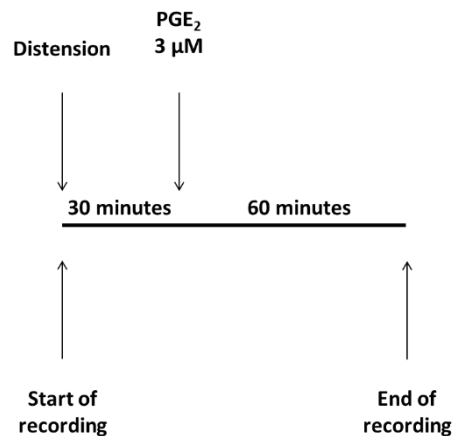 PGE₂
Distension 3 µM
30 minutes 60 minutes
Start of End of
recording recording